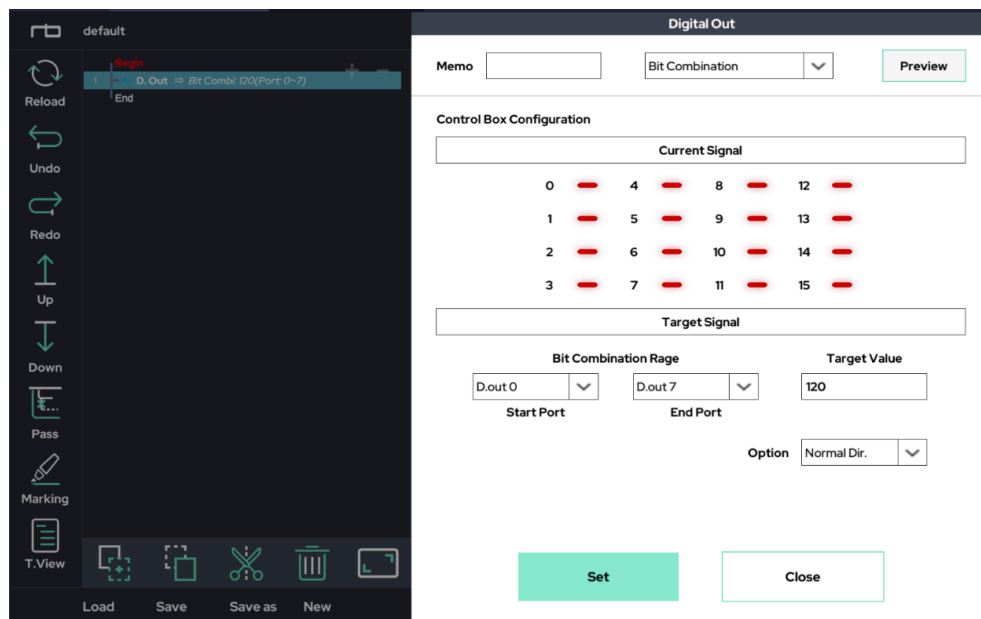 default
Digital Out
Memo
Bit Combination
Preview
Reload
Undo
Redo
Up
Down
Pass
Marking
T.View
Begin
1 D. Out ⇒ Bit Combi: 120(Port: 0~7)
End
Control Box Configuration
Current Signal
0 4 8 12
1 5 9 13
2 6 10 14
3 7 11 15
Target Signal
Bit Combination Rage
Target Value
D.out 0
D.out 7
120
Start Port
End Port
Option
Normal Dir.
Set
Close
Load
Save
Save as
New